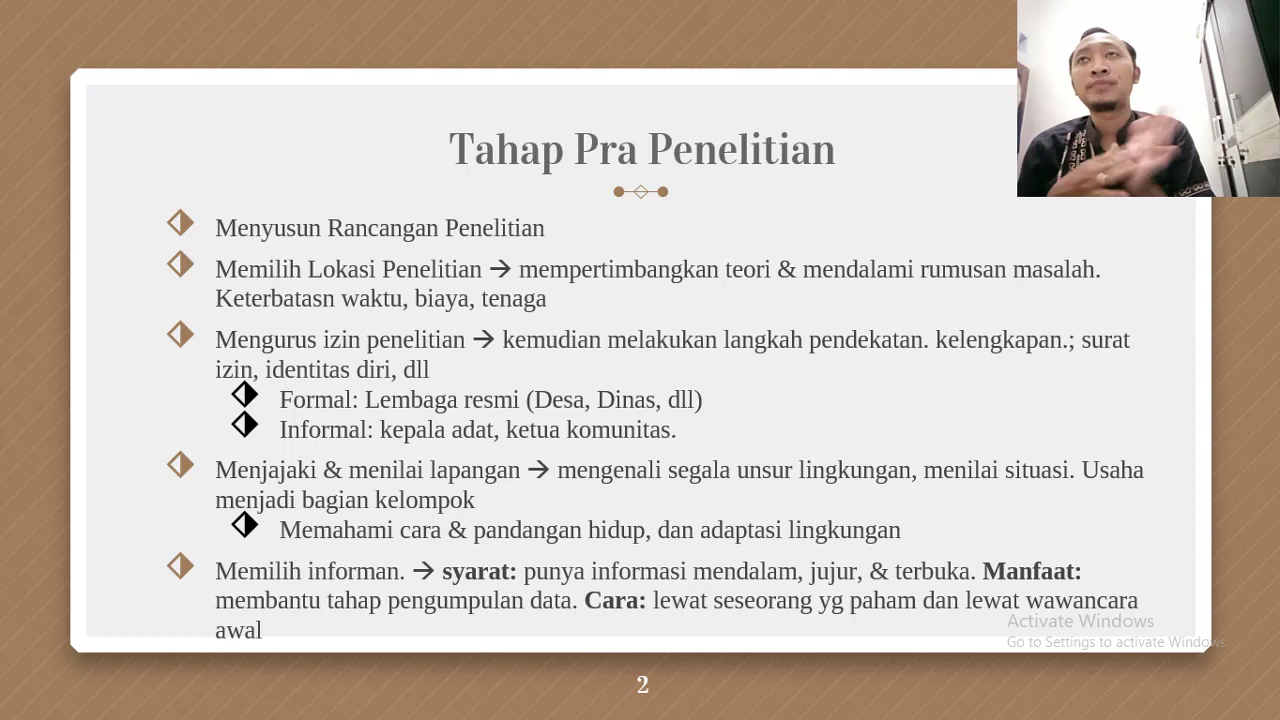 Tahap Pra Penelitian
Menyusun Rancangan Penelitian
Memilih Lokasi Penelitian → mempertimbangkan teori & mendalami rumusan masalah.
Keterbatasn waktu, biaya, tenaga
Mengurus izin penelitian → kemudian melakukan langkah pendekatan. kelengkapan.; surat
izin, identitas diri, dll
Formal: Lembaga resmi (Desa, Dinas, dll)
Informal: kepala adat, ketua komunitas.
Menjajaki & menilai lapangan → mengenali segala unsur lingkungan, menilai situasi. Usaha
menjadi bagian kelompok
Memahami cara & pandangan hidup, dan adaptasi lingkungan
Memilih informan. → syarat: punya informasi mendalam, jujur, & terbuka. Manfaat:
membantu tahap pengumpulan data. Cara: lewat seseorang yg paham dan lewat wawancara
awal
Activate Windows
Go to Settings to activate Windows.
2